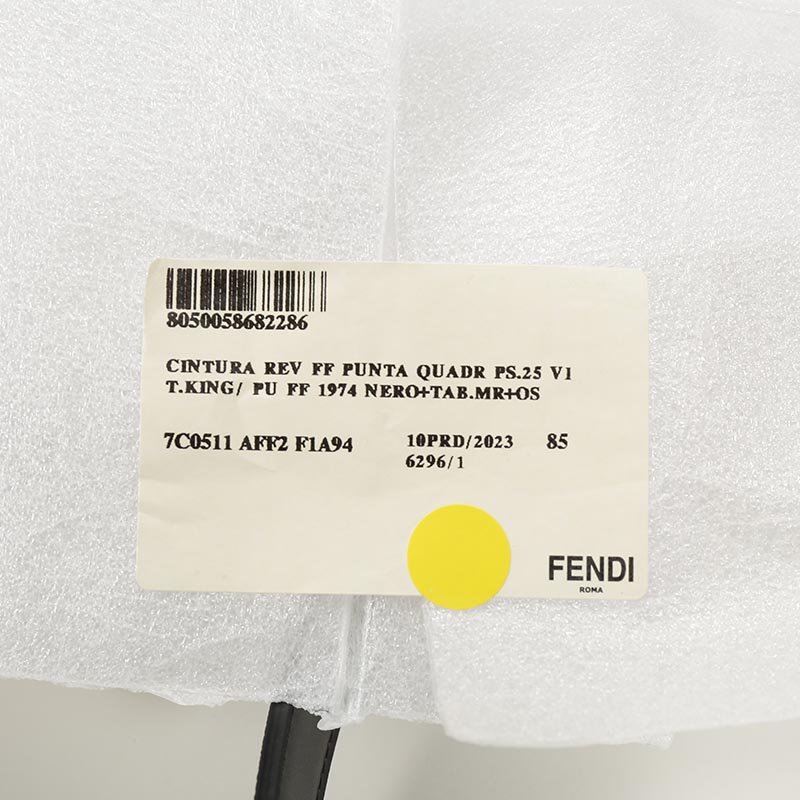 8050058682286
CINTURA REV FF PUNTA QUADR PS.25 VI
T.KING/ PU FF 1974 NERO+TAB.MR+OS
7C0511 AFF2 F1A94 10PRD/2023 85
6296/1
FENDI
ROMA